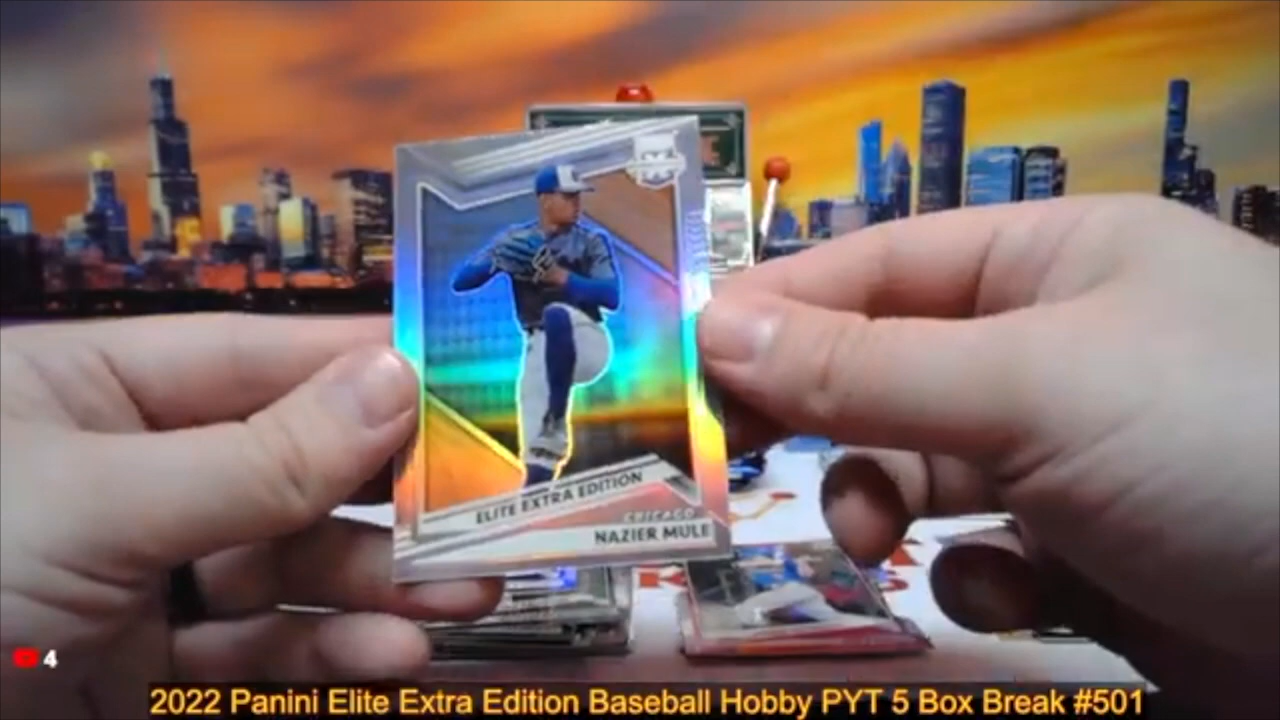 ELITE EXTRA EDITION
CHICAGO
NAZIER MULE
4
2022 Panini Elite Extra Edition Baseball Hobby PYT 5 Box Break #501